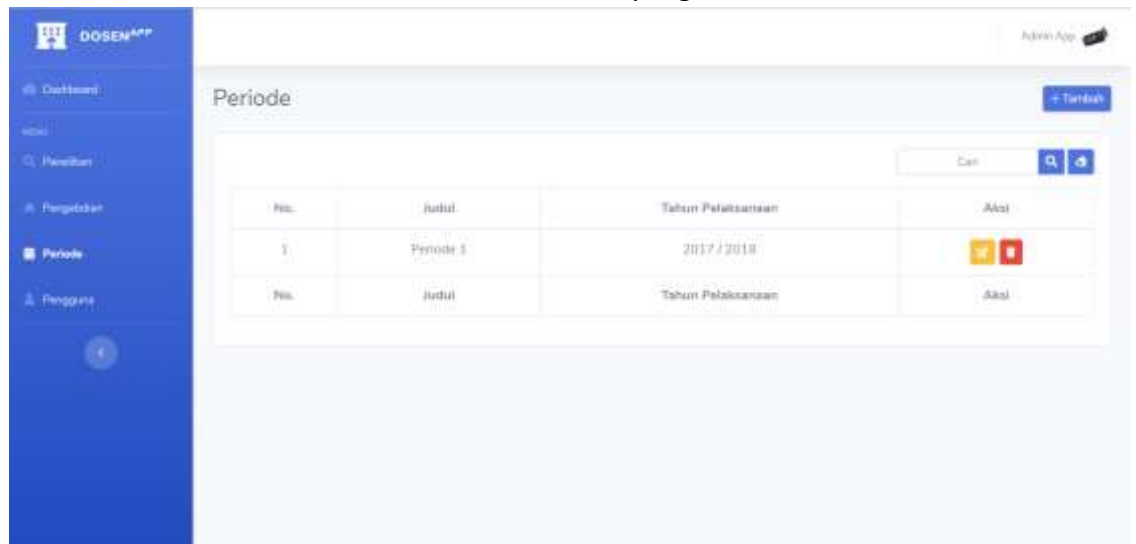 DOSENAPP
Admin App
Dashboard
Periode
+ Tambah
MENU
Penelitian
Cari
Pengabdian
No. Judul Tahun Pelaksanaan Aksi
Periode
1 Periode 1 2017 / 2018
Pengguna
No. Judul Tahun Pelaksanaan Aksi